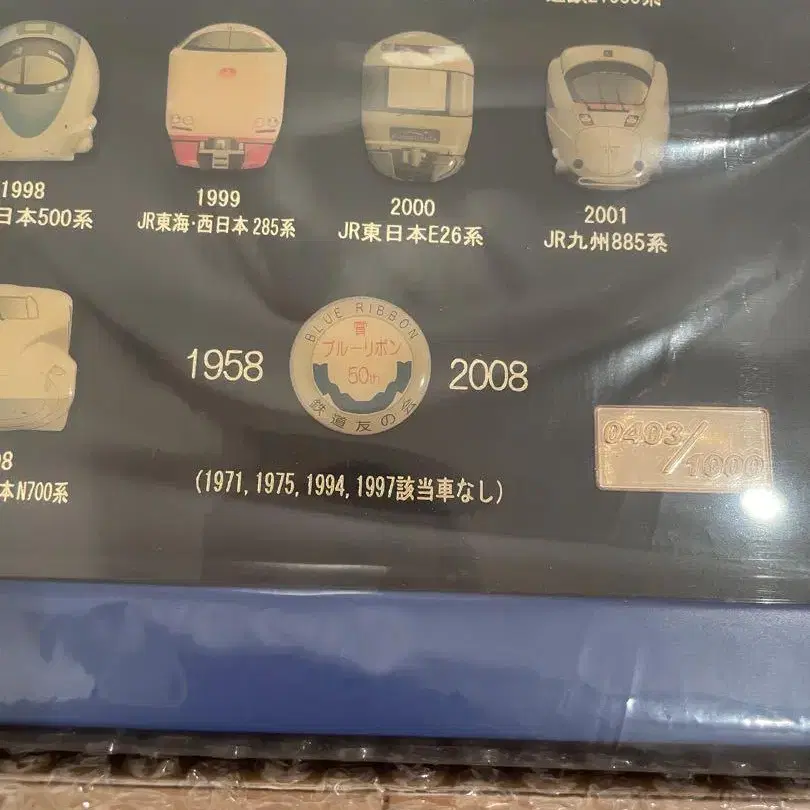 1998
日本500系
1999
JR東海・西日本 285系
2000
JR東日本E26系
2001
JR九州885系
1958
BLUE RIBBON
賞
ブルーリボン
50th
鉄道友の会
2008
0403/1000
本N700系
(1971, 1975, 1994, 1997該当車なし)